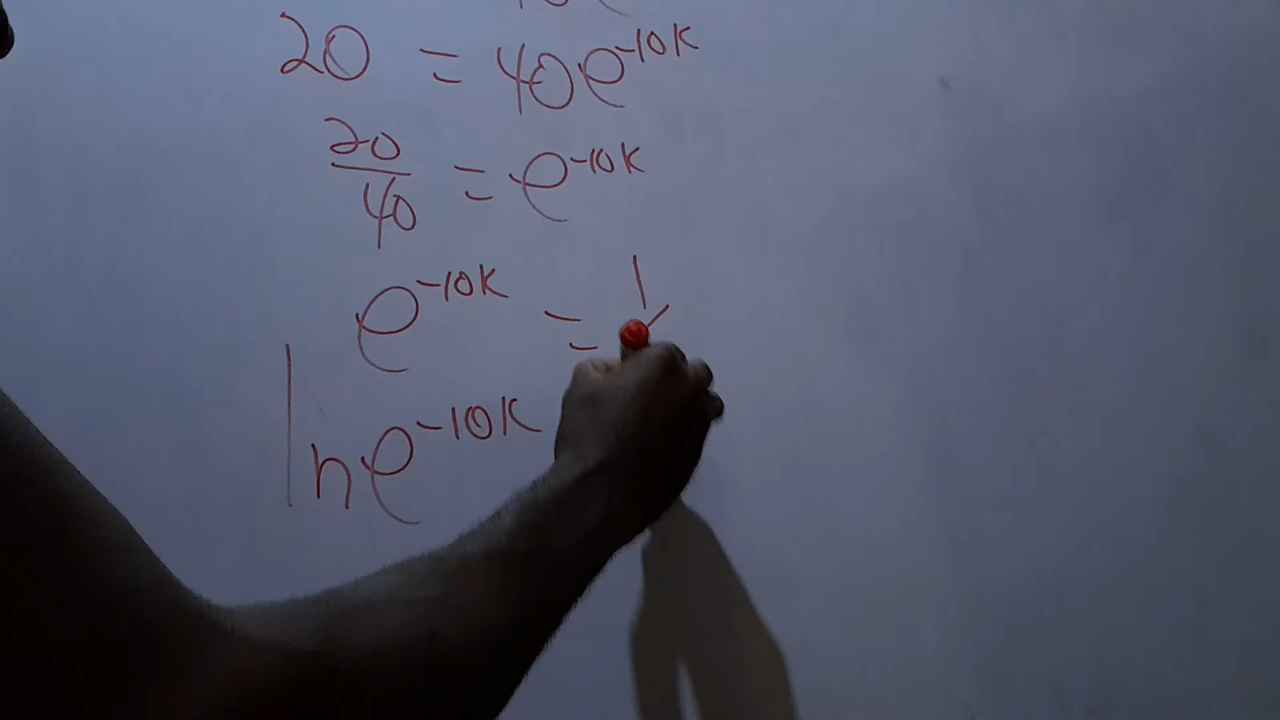 20 = 40e^{-10K}
20/40 = e^{-10K}
e^{-10K} = 1
ln e^{-10K}